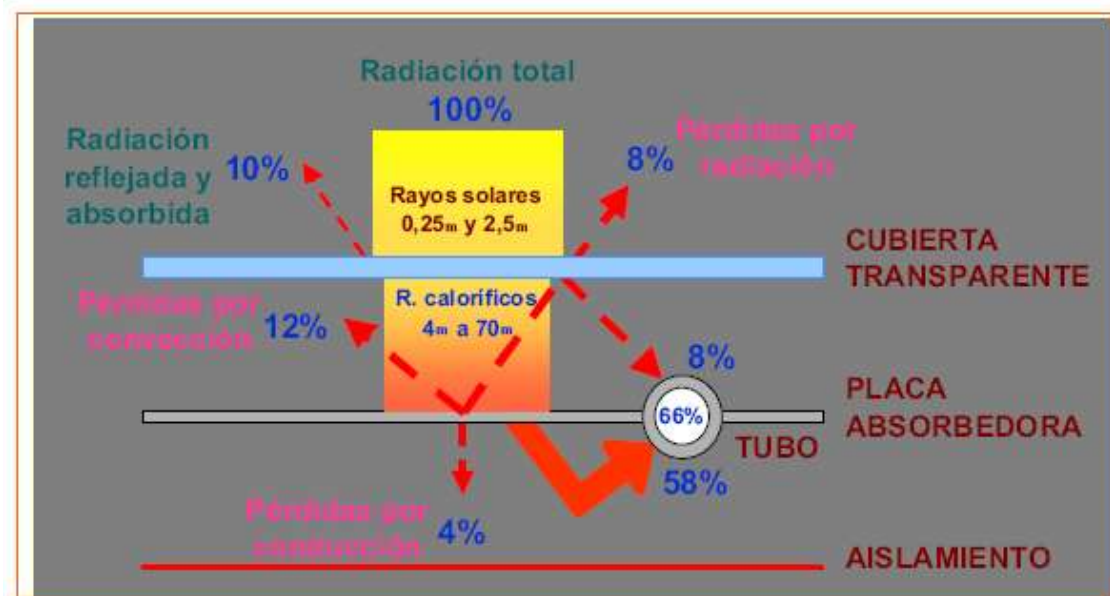 Radiación total
100%
Radiación
reflejada y
absorbida
10%
Rayos solares
0,25m y 2,5m
8%
Pérdidas por
radiación
CUBIERTA
TRANSPARENTE
Pérdidas por
convección
12%
R. caloríficos
4m a 70m
8%
66%
58%
TUBO
PLACA
ABSORBEDORA
Pérdidas por
conducción
4%
AISLAMIENTO